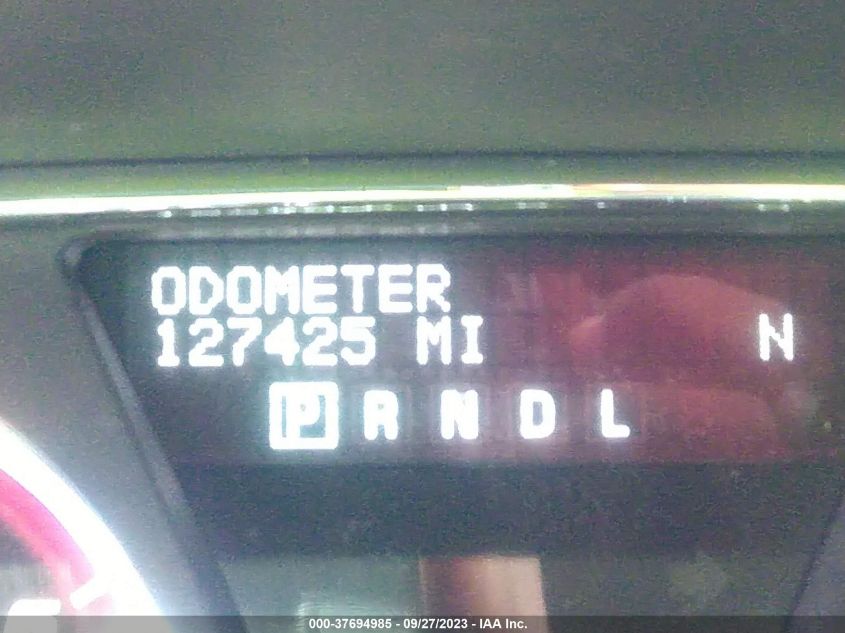 ODOMETER
127425 MI N
P R N D L
000-37694985 - 09/27/2023 - IAA Inc.